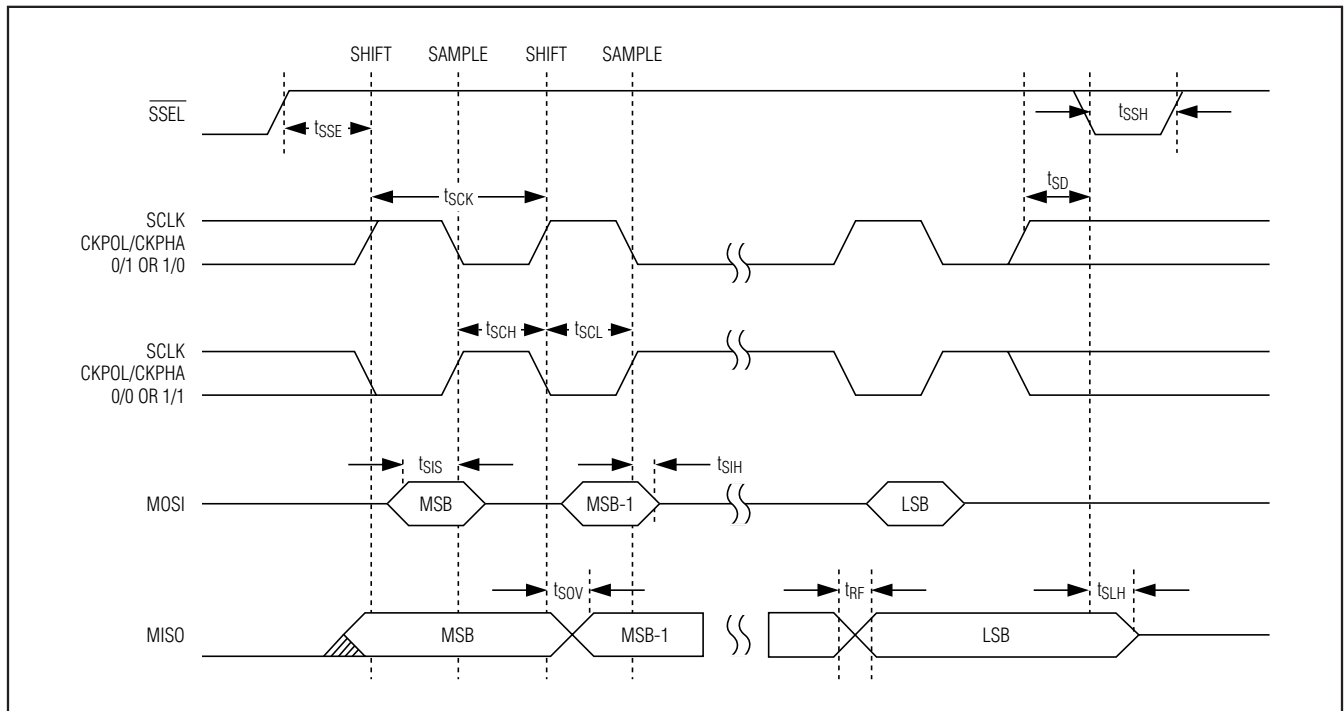 SHIFT SAMPLE SHIFT SAMPLE
SSEL
tSSE
tSSH
tSD
tSCK
SCLK
CKPOL/CKPHA
0/1 OR 1/0
tSCH tSCL
SCLK
CKPOL/CKPHA
0/0 OR 1/1
tSIS tSIH
MOSI MSB MSB-1 LSB
tSOV tRF tSLH
MISO MSB MSB-1 LSB